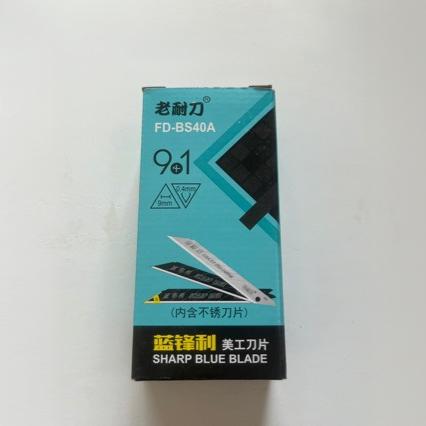 老耐刀®
FD-BS40A
9+1
0.4mm
9mm
(内含不锈刀片)
蓝锋利 美工刀片
SHARP BLUE BLADE